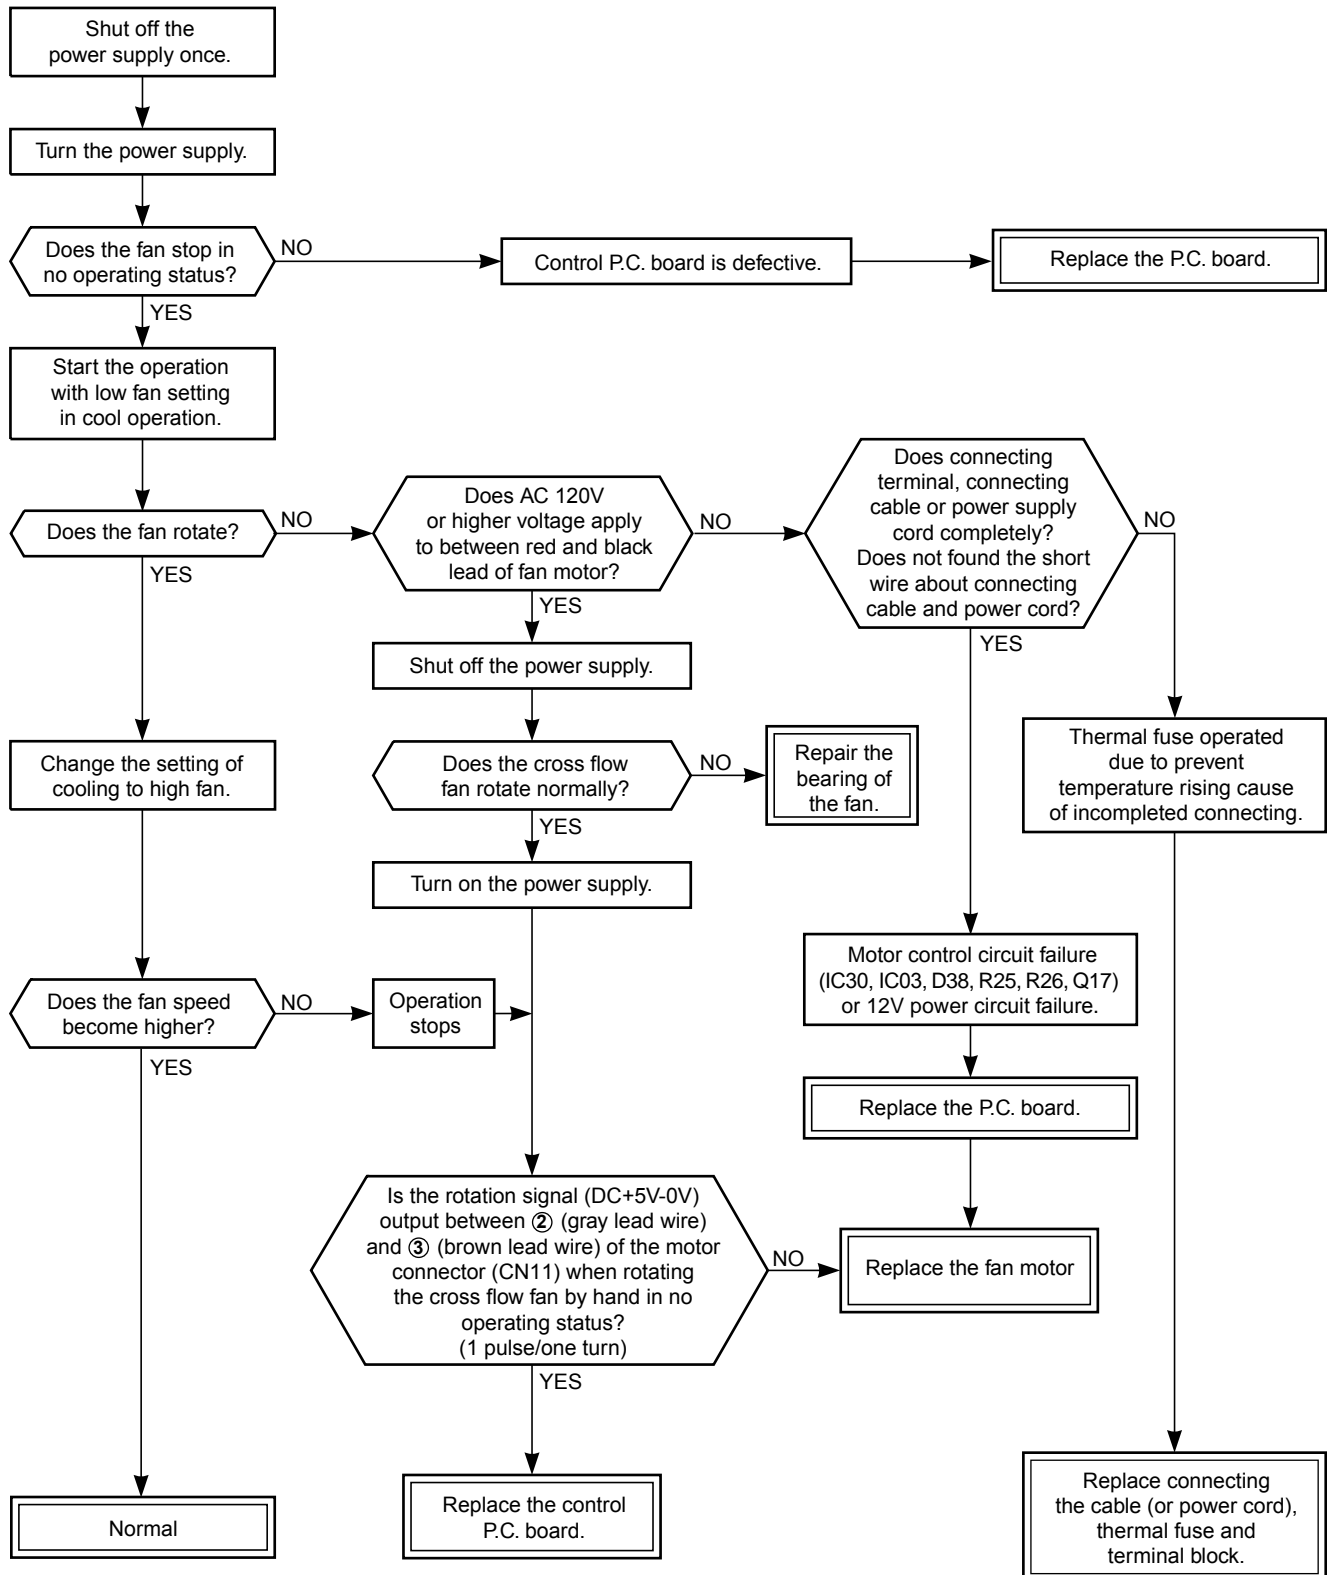 Shut off the
power supply once.
Turn the power supply.
Does the fan stop in
no operating status?
NO
Control P.C. board is defective.
Replace the P.C. board.
YES
Start the operation
with low fan setting
in cool operation.
Does the fan rotate?
NO
Does AC 120V
or higher voltage apply
to between red and black
lead of fan motor?
NO
Does connecting
terminal, connecting
cable or power supply
cord completely?
Does not found the short
wire about connecting
cable and power cord?
NO
YES
YES
YES
Shut off the power supply.
Change the setting of
cooling to high fan.
Does the cross flow
fan rotate normally?
NO
Repair the
bearing of
the fan.
Thermal fuse operated
due to prevent
temperature rising cause
of incompleted connecting.
YES
Turn on the power supply.
Does the fan speed
become higher?
NO
Operation
stops
Motor control circuit failure
(IC30, IC03, D38, R25, R26, Q17)
or 12V power circuit failure.
YES
Replace the P.C. board.
Is the rotation signal (DC+5V-0V)
output between ② (gray lead wire)
and ③ (brown lead wire) of the motor
connector (CN11) when rotating
the cross flow fan by hand in no
operating status?
(1 pulse/one turn)
NO
Replace the fan motor
YES
Normal
Replace the control
P.C. board.
Replace connecting
the cable (or power cord),
thermal fuse and
terminal block.